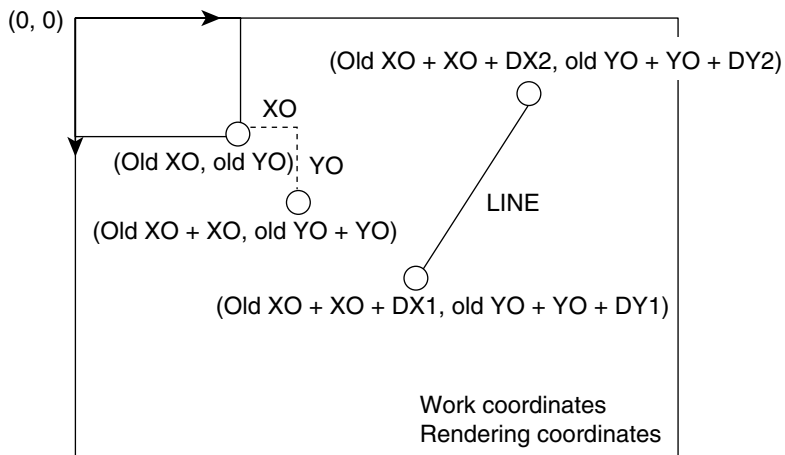 (0, 0)
(Old XO + XO + DX2, old YO + YO + DY2)
XO
(Old XO, old YO)
YO
LINE
(Old XO + XO, old YO + YO)
(Old XO + XO + DX1, old YO + YO + DY1)
Work coordinates
Rendering coordinates